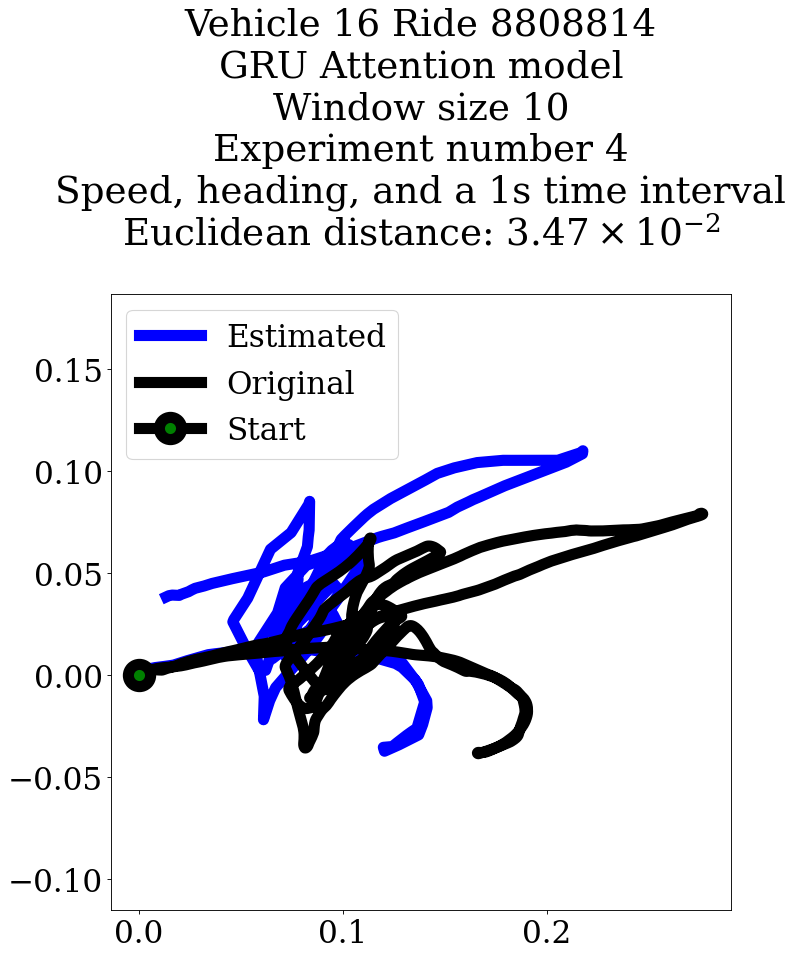 Vehicle 16 Ride 8808814
GRU Attention model
Window size 10
Experiment number 4
Speed, heading, and a 1s time interval
Euclidean distance: 3.47 × 10⁻²
Estimated
Original
Start
0.15
0.10
0.05
0.00
−0.05
−0.10
0.0 0.1 0.2